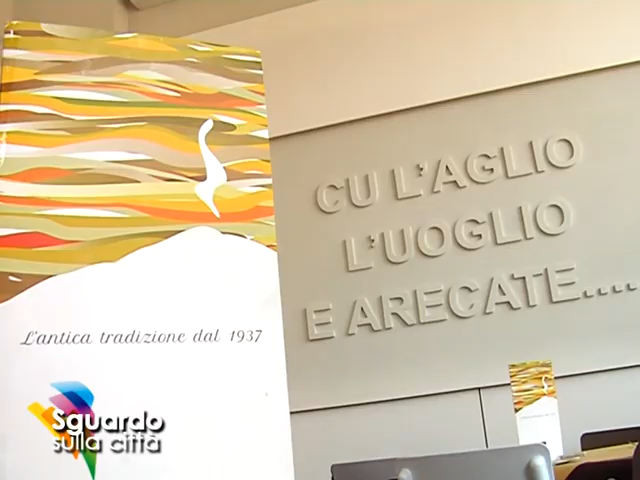 CU L'AGLIO
L'UOGLIO
E ARECATE....
L'antica tradizione dal 1937
Sguardo
sulla città